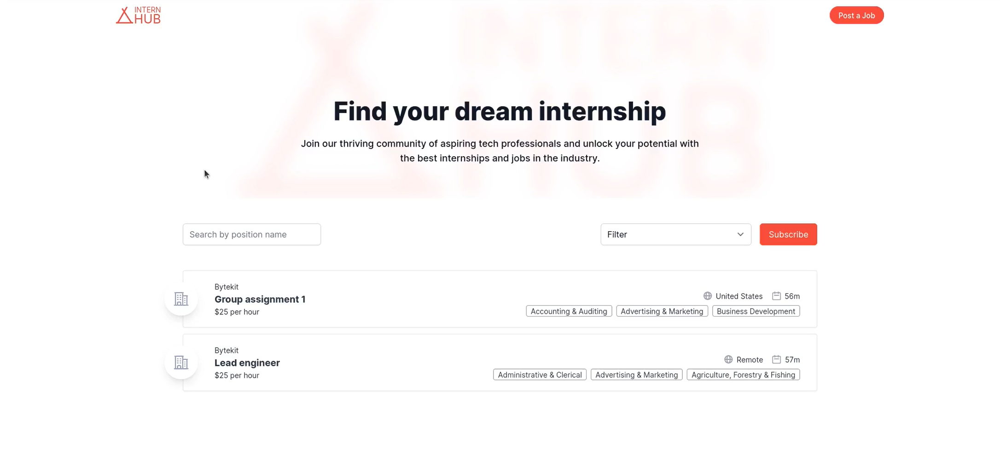 INTERN
HUB
Post a Job
Find your dream internship
Join our thriving community of aspiring tech professionals and unlock your potential with
the best internships and jobs in the industry.
Search by position name
Filter
Subscribe
Bytekit
Group assignment 1
$25 per hour
United States
56m
Accounting & Auditing
Advertising & Marketing
Business Development
Bytekit
Lead engineer
$25 per hour
Remote
57m
Administrative & Clerical
Advertising & Marketing
Agriculture, Forestry & Fishing